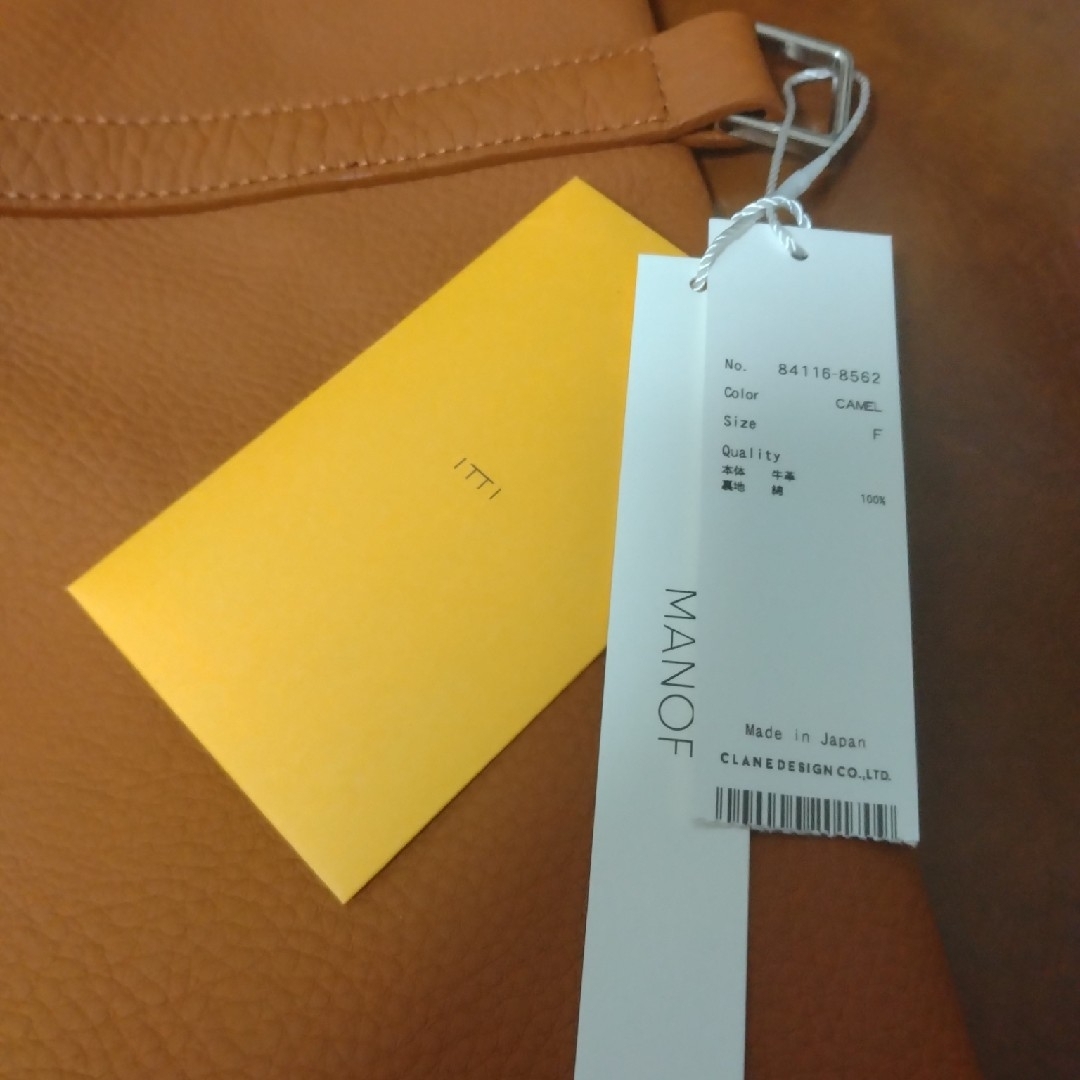 ITTI
MANOF
No. 84116-8562
Color CAMEL
Size F
Quality
本体 牛革
裏地 綿 100%
Made in Japan
CLANEDESIGN CO.,LTD.